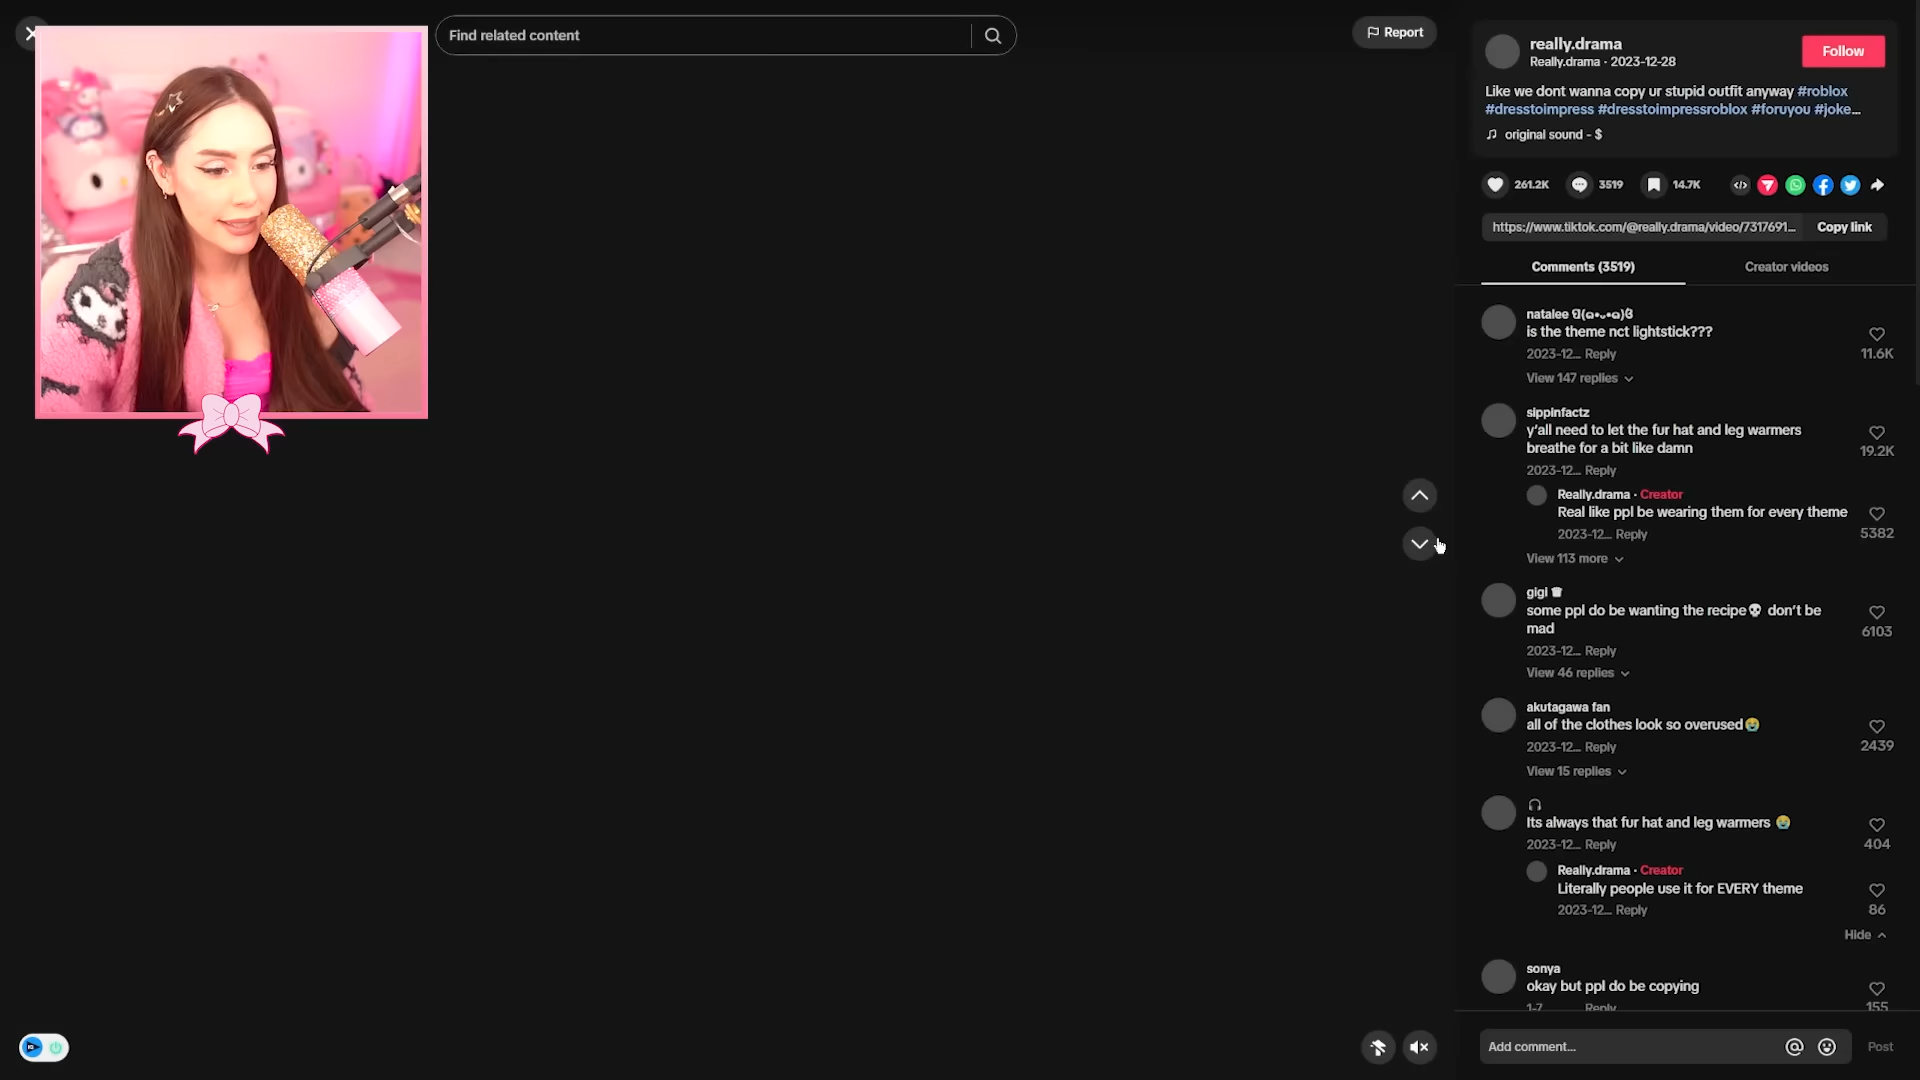 Find related content
Report
really.drama
Really.drama · 2023-12-28
Follow
Like we dont wanna copy ur stupid outfit anyway #roblox
#dresstoimpress #dresstoimpressroblox #foruyou #joke...
original sound - $
261.2K
3519
14.7K
https://www.tiktok.com/@really.drama/video/7317691...
Copy link
Comments (3519)
Creator videos
natalee
is the theme nct lightstick???
2023-12... Reply
11.6K
View 147 replies
sippinfactz
y'all need to let the fur hat and leg warmers
breathe for a bit like damn
19.2K
2023-12... Reply
Really.drama · Creator
Real like ppl be wearing them for every theme
2023-12... Reply
5382
View 113 more
gigi
some ppl do be wanting the recipe💀 don't be
mad
6103
2023-12... Reply
View 46 replies
akutagawa fan
all of the clothes look so overused😭
2023-12... Reply
2439
View 15 replies
🎧
Its always that fur hat and leg warmers 😭
2023-12... Reply
404
Really.drama · Creator
Literally people use it for EVERY theme
2023-12... Reply
86
Hide
sonya
okay but ppl do be copying
1-7 Reply
155
Add comment...
Post